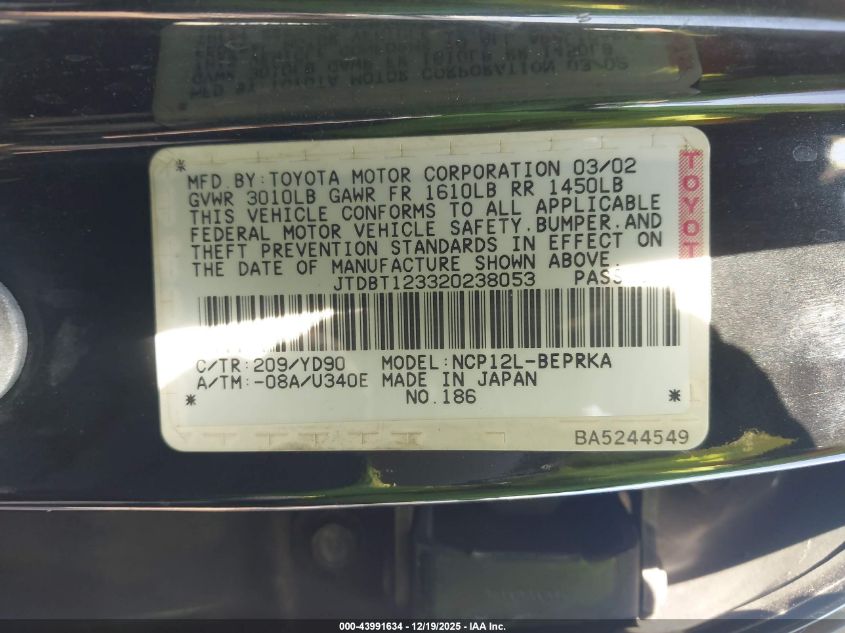 MFD.BY:TOYOTA MOTOR CORPORATION 03/02
GVWR 3010LB GAWR FR 1610LB RR 1450LB
THIS VEHICLE CONFORMS TO ALL APPLICABLE
FEDERAL MOTOR VEHICLE SAFETY,BUMPER,AND
THEFT PREVENTION STANDARDS IN EFFECT ON
THE DATE OF MANUFACTURE SHOWN ABOVE.
JTDBT123320238053 PASS
TOYOT
C/TR:209/YD90 MODEL:NCP12L-BEPRKA
A/TM:-08A/U340E MADE IN JAPAN
* NO.186 *
BA5244549
000-43991634 - 12/19/2025 - IAA Inc.